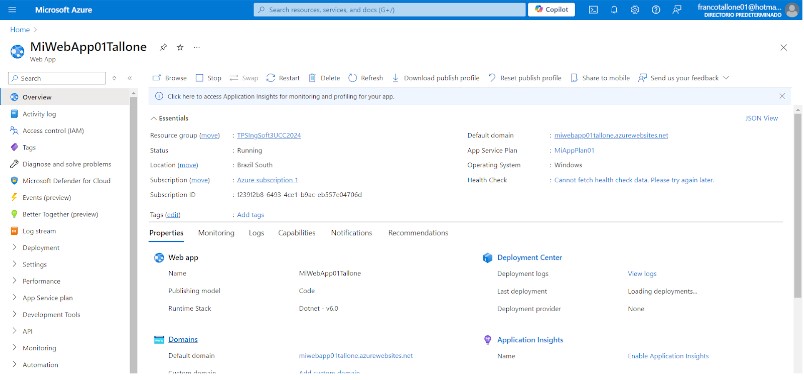 Microsoft Azure
Search resources, services, and docs (G+/)
Copilot
francotallone01@hotma...
DIRECTORIO PREDETERMINADO
Home >
MiWebApp01Tallone
Web App
Search
Browse Stop Swap Restart Delete Refresh Download publish profile Reset publish profile Share to mobile Send us your feedback
Overview
Activity log
Access control (IAM)
Tags
Diagnose and solve problems
Microsoft Defender for Cloud
Events (preview)
Better Together (preview)
Log stream
Deployment
Settings
Performance
App Service plan
Development Tools
API
Monitoring
Automation
Click here to access Application Insights for monitoring and profiling for your app.
Essentials
JSON View
Resource group (move) : TPSIngSoft3UCC2024
Status : Running
Location (move) : Brazil South
Subscription (move) : Azure subscription 1
Subscription ID :
Default domain : miwebapp01tallone.azurewebsites.net
App Service Plan : MiAppPlan01
Operating System : Windows
Health Check : Cannot fetch health check data. Please try again later.
Tags (edit) : Add tags
Properties Monitoring Logs Capabilities Notifications Recommendations
Web app
Name MiWebApp01Tallone
Publishing model Code
Runtime Stack Dotnet - v6.0
Deployment Center
Deployment logs View logs
Last deployment Loading deployments...
Deployment provider None
Domains
Default domain miwebapp01tallone.azurewebsites.net
Custom domain Add custom domain
Application Insights
Name Enable Application Insights